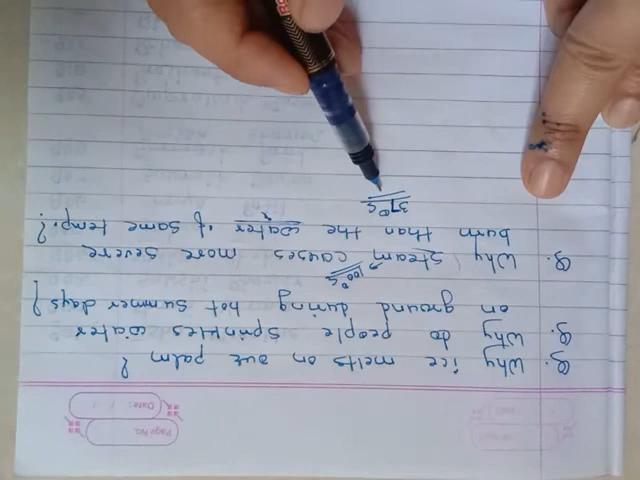 Page No.
Date: / /
Q. Why ice melts on our palm ?
Q. Why do people sprinkles water
on ground during hot summer days ?
100°C
Q. Why steam causes more severe
burn than the water of same temp. ?
37°C